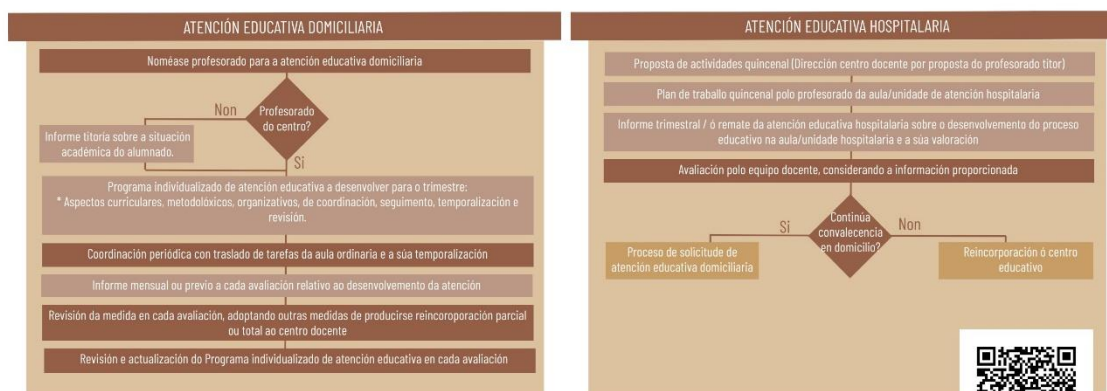 ATENCIÓN EDUCATIVA DOMICILIARIA
Noméase profesorado para a atención educativa domiciliaria
Non
Profesorado
do centro?
Informe titoría sobre a situación
académica do alumnado.
Si
Programa individualizado de atención educativa a desenvolver para o trimestre:
* Aspectos curriculares, metodolóxicos, organizativos, de coordinación, seguimento, temporalización e
revisión.
Coordinación periódica con traslado de tarefas da aula ordinaria e a súa temporalización
Informe mensual ou previo a cada avaliación relativo ao desenvolvemento da atención
Revisión da medida en cada avaliación, adoptando outras medidas de producirse reincoroporación parcial
ou total ao centro docente
Revisión e actualización do Programa individualizado de atención educativa en cada avaliación
ATENCIÓN EDUCATIVA HOSPITALARIA
Proposta de actividades quincenal (Dirección centro docente por proposta do profesorado titor)
Plan de traballo quincenal polo profesorado da aula/unidade de atención hospitalaria
Informe trimestral / ó remate da atención educativa hospitalaria sobre o desenvolvemento do proceso
educativo na aula/unidade hospitalaria e a súa valoración
Avaliación polo equipo docente, considerando a información proporcionada
Si
Continúa
convalecencia
en domicilio?
Non
Proceso de solicitude de
atención educativa domiciliaria
Reincorporación ó centro
educativo